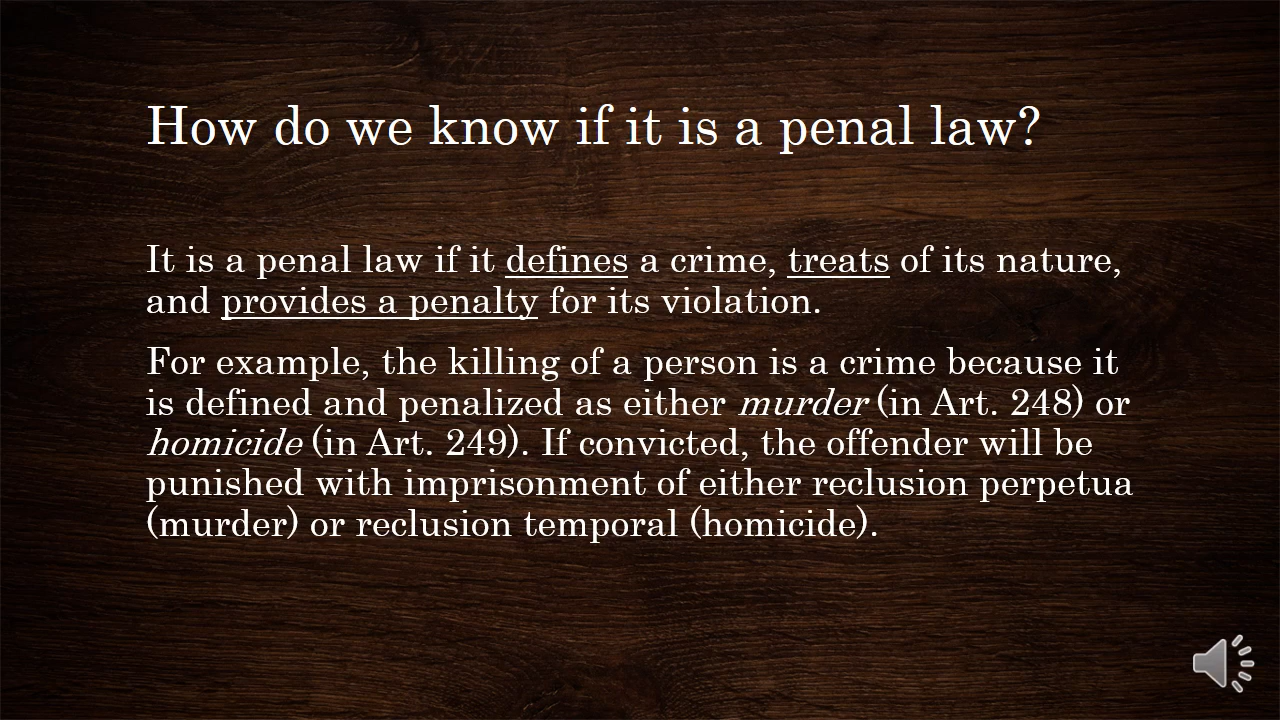 How do we know if it is a penal law?
It is a penal law if it defines a crime, treats of its nature,
and provides a penalty for its violation.
For example, the killing of a person is a crime because it
is defined and penalized as either murder (in Art. 248) or
homicide (in Art. 249). If convicted, the offender will be
punished with imprisonment of either reclusion perpetua
(murder) or reclusion temporal (homicide).